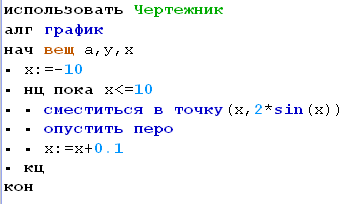 использовать Чертежник
алг график
нач вещ a,y,x
• x:=-10
• нц пока x<=10
• • сместиться в точку(x,2*sin(x))
• • опустить перо
• • x:=x+0.1
• кц
кон